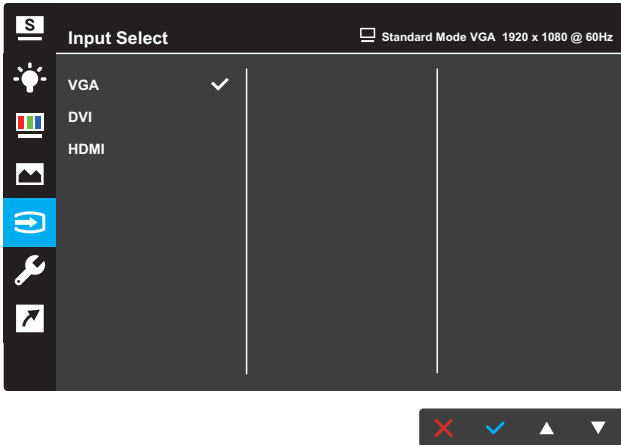 S
Input Select
Standard Mode VGA 1920 x 1080 @ 60Hz
VGA
DVI
HDMI